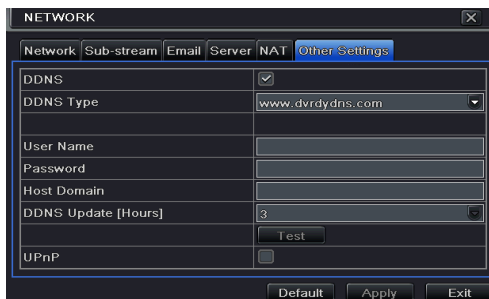 NETWORK
Network Sub-stream Email Server NAT Other Settings
DDNS
DDNS Type www.dvrdydns.com
User Name
Password
Host Domain
DDNS Update [Hours] 3
Test
UPnP
Default Apply Exit